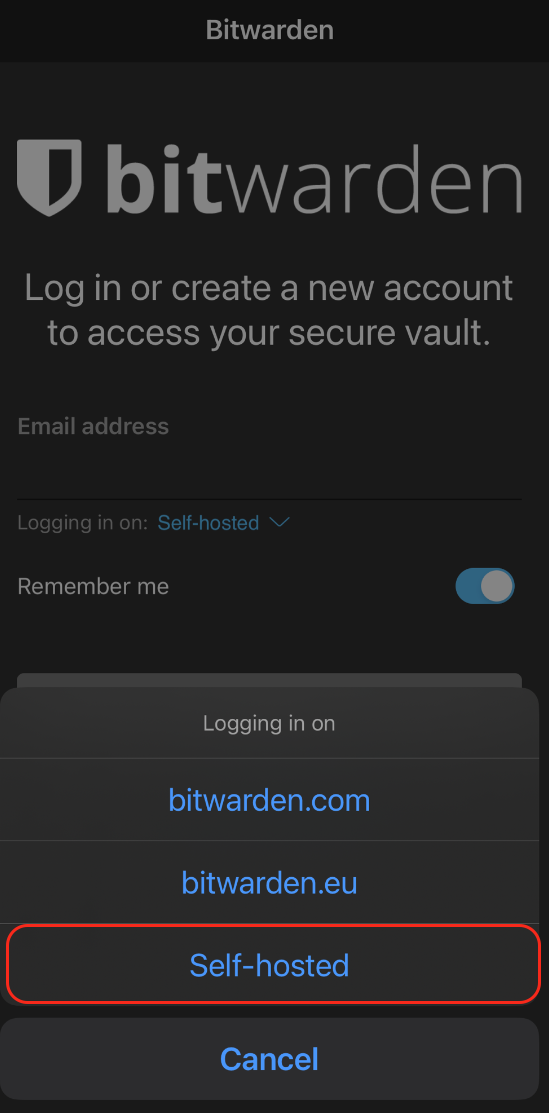 Bitwarden
bitwarden
Log in or create a new account
to access your secure vault.
Email address
Logging in on: Self-hosted
Remember me
Logging in on
bitwarden.com
bitwarden.eu
Self-hosted
Cancel